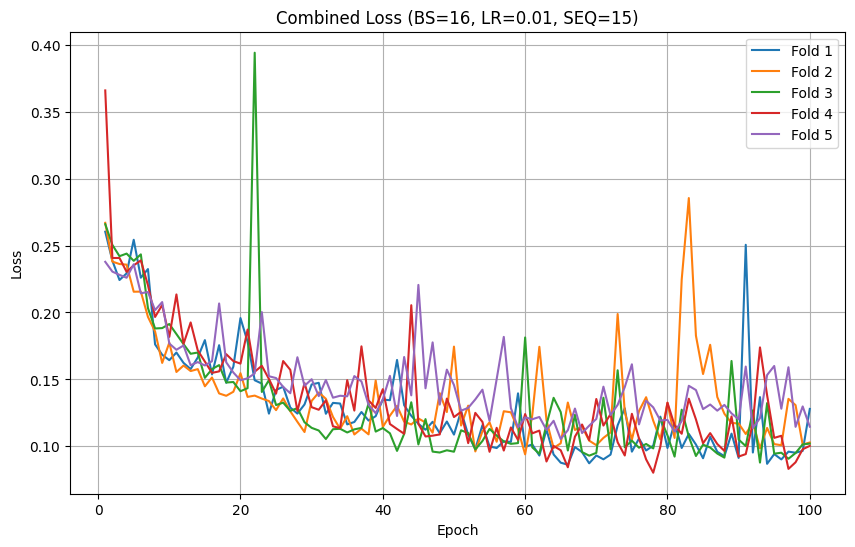 Combined Loss (BS=16, LR=0.01, SEQ=15)
Loss
0.40
0.35
0.30
0.25
0.20
0.15
0.10
Fold 1
Fold 2
Fold 3
Fold 4
Fold 5
0
20
40
60
80
100
Epoch